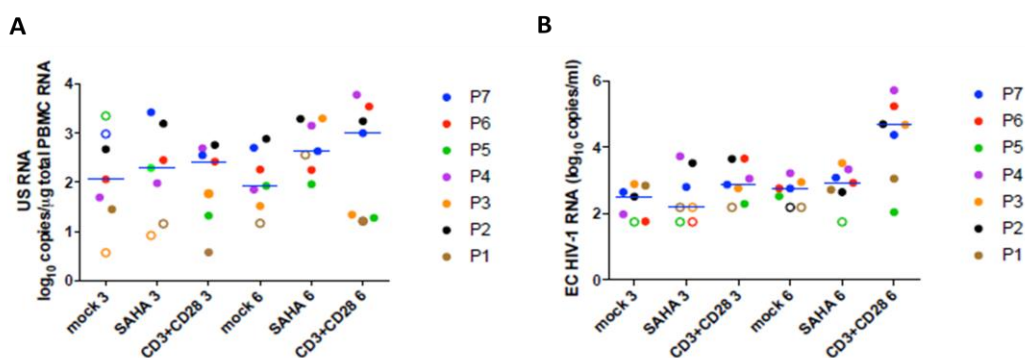 A
US RNA
log10 copies/µg total PBMC RNA
4
3
2
1
0
mock 3
SAHA 3
CD3+CD28 3
mock 6
SAHA 6
CD3+CD28 6
P7
P6
P5
P4
P3
P2
P1
B
EC HIV-1 RNA (log10 copies/ml)
6
4
2
0
mock 3
SAHA 3
CD3+CD28 3
mock 6
SAHA 6
CD3+CD28 6
P7
P6
P5
P4
P3
P2
P1